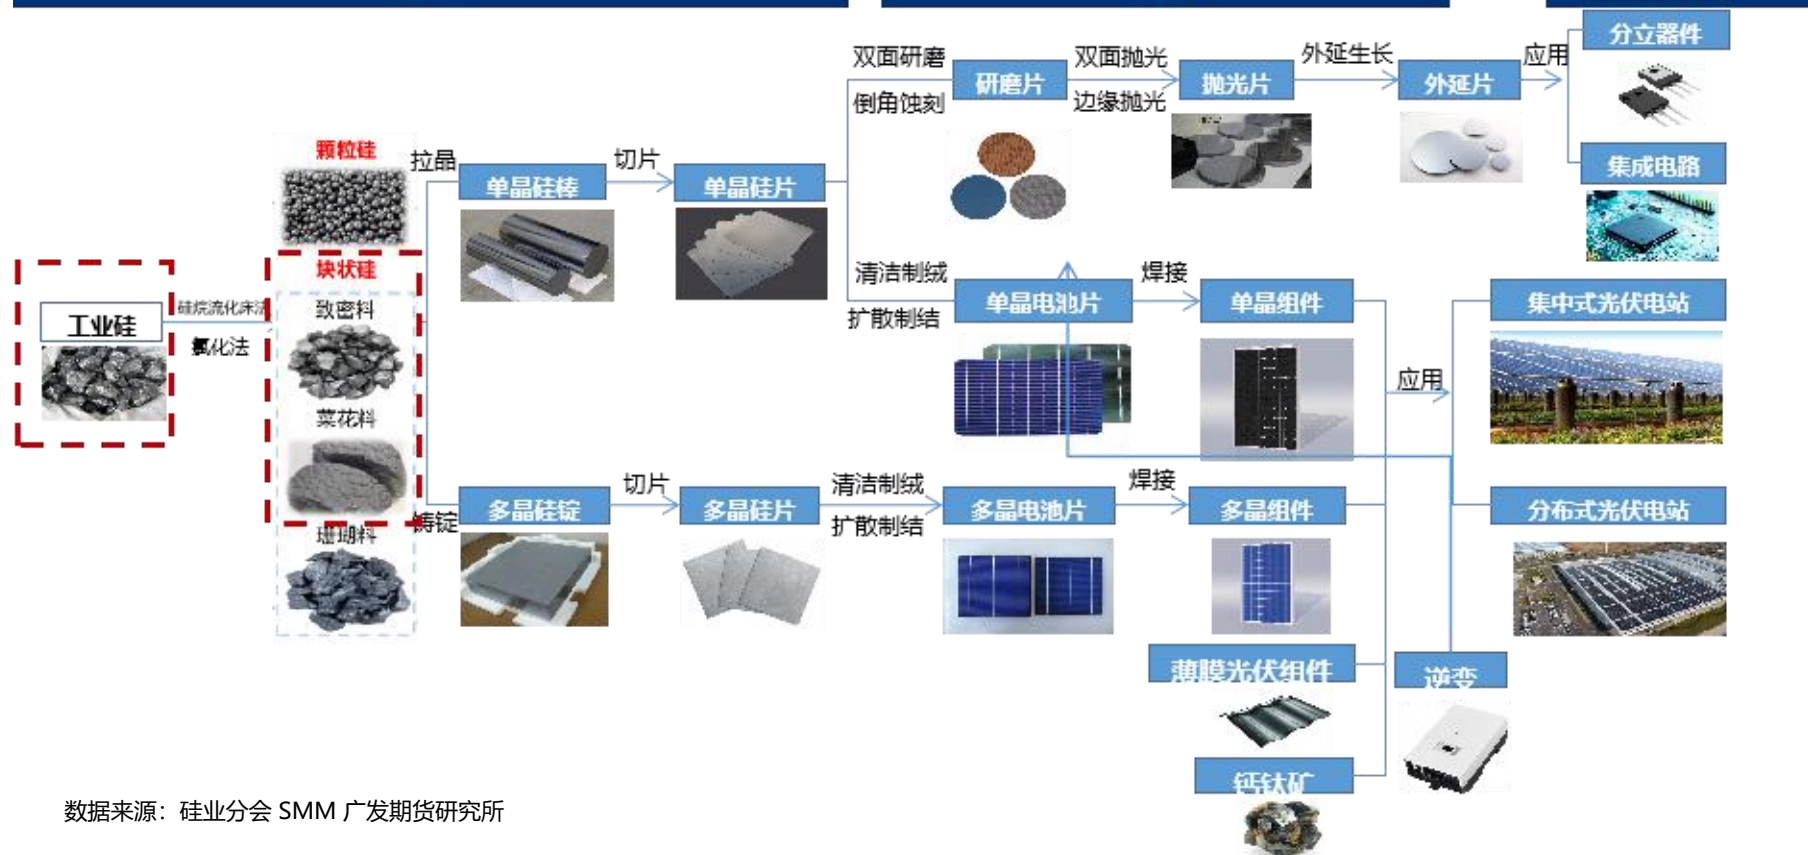 双面研磨
倒角蚀刻
研磨片
双面抛光
边缘抛光
抛光片
外延生长
外延片
应用
分立器件
集成电路
颗粒硅
拉晶
单晶硅棒
切片
单晶硅片
块状硅
工业硅
硅烷流化床法
氯化法
致密料
菜花料
珊瑚料
清洁制绒
扩散制结
单晶电池片
焊接
单晶组件
应用
集中式光伏电站
分布式光伏电站
铸锭
多晶硅锭
切片
多晶硅片
清洁制绒
扩散制结
多晶电池片
焊接
多晶组件
薄膜光伏组件
逆变
钙钛矿
数据来源：硅业分会 SMM 广发期货研究所